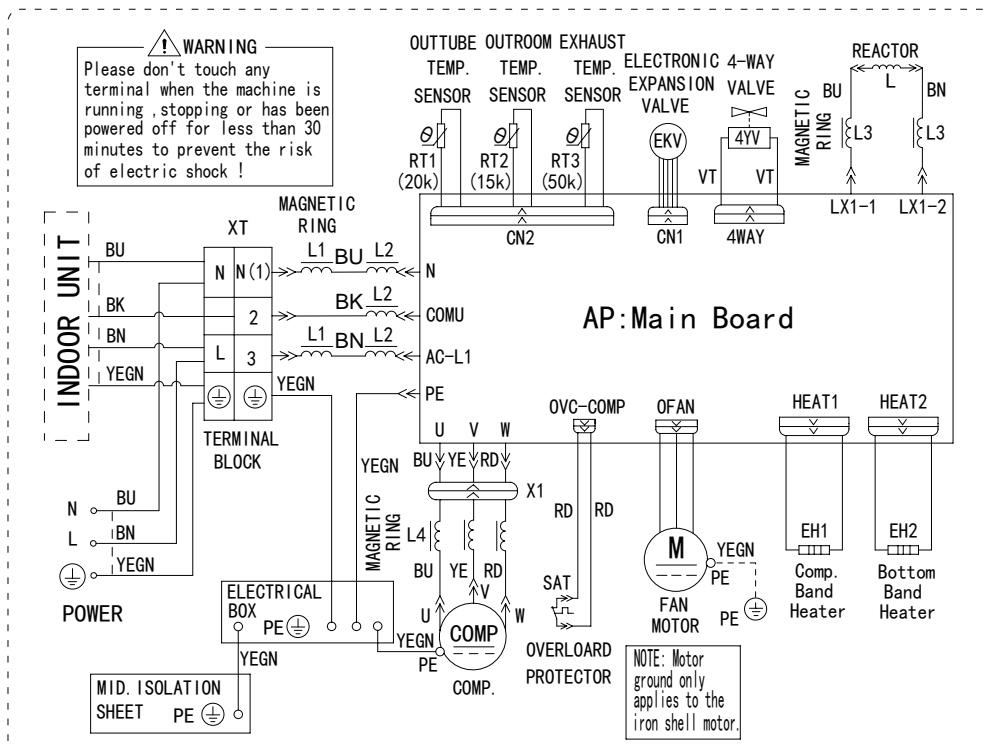 WARNING
Please don't touch any
terminal when the machine is
running ,stopping or has been
powered off for less than 30
minutes to prevent the risk
of electric shock !
OUTTUBE OUTROOM EXHAUST
TEMP. TEMP. TEMP.
SENSOR SENSOR SENSOR
θ θ θ
RT1 RT2 RT3
(20k) (15k) (50k)
CN2
ELECTRONIC
EXPANSION
VALVE
EKV
CN1
4-WAY
VALVE
4YV
VT VT
4WAY
REACTOR
L
BU BN
MAGNETIC
RING
L3 L3
LX1-1 LX1-2
INDOOR UNIT
BU
BK
BN
YEGN
XT
N N(1)
2
L 3
TERMINAL
BLOCK
YEGN
MAGNETIC
RING
L1 BU L2
BK L2
L1 BN L2
N
COMU
AC-L1
PE
AP:Main Board
U V W
BU YE RD
X1
YEGN
MAGNETIC
RING
L4
BU YE RD
U V W
COMP
YEGN
PE
COMP.
OVC-COMP
RD RD
SAT
OVERLOARD
PROTECTOR
OFAN
M
YEGN
PE
FAN
MOTOR
PE
NOTE: Motor
ground only
applies to the
iron shell motor.
HEAT1 HEAT2
EH1 EH2
Comp.
Band
Heater
Bottom
Band
Heater
N BU
L BN
YEGN
POWER
ELECTRICAL
BOX
PE
YEGN
MID. ISOLATION
SHEET PE